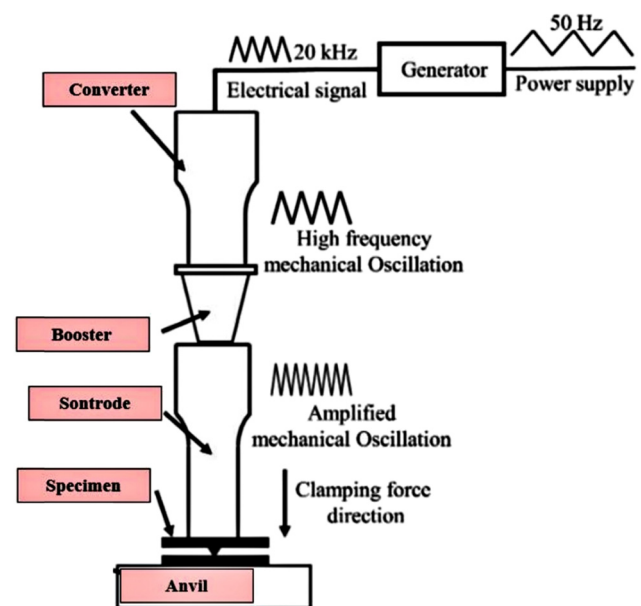 50 Hz
20 kHz
Generator
Converter
Electrical signal
Power supply
High frequency
mechanical Oscillation
Booster
Sontrode
Amplified
mechanical Oscillation
Specimen
Clamping force
direction
Anvil